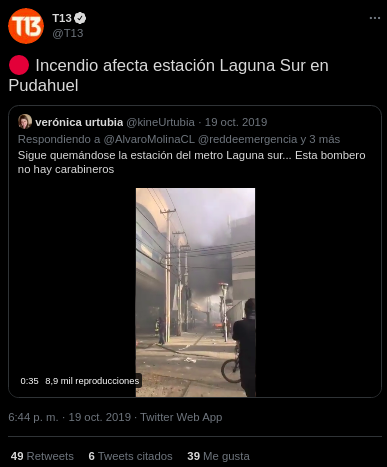 T13
T13
@T13
Incendio afecta estación Laguna Sur en
Pudahuel
verónica urtubia @kineUrtubia · 19 oct. 2019
Respondiendo a @AlvaroMolinaCL @reddeemergencia y 3 más
Sigue quemándose la estación del metro Laguna sur... Esta bombero
no hay carabineros
0:35 8,9 mil reproducciones
6:44 p. m. · 19 oct. 2019 · Twitter Web App
49 Retweets 6 Tweets citados 39 Me gusta